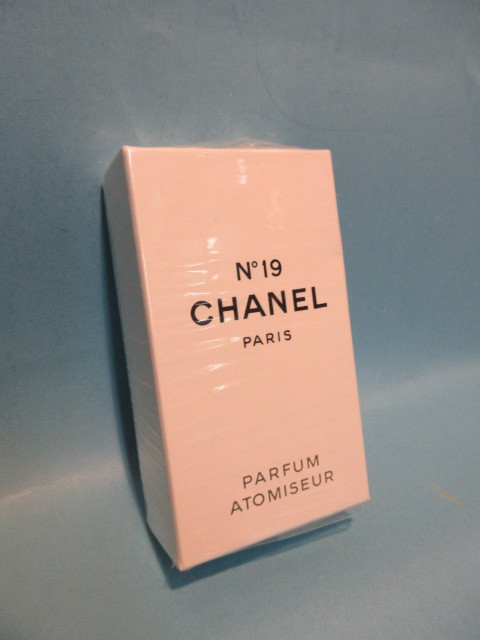 N°19
CHANEL
PARIS
PARFUM
ATOMISEUR